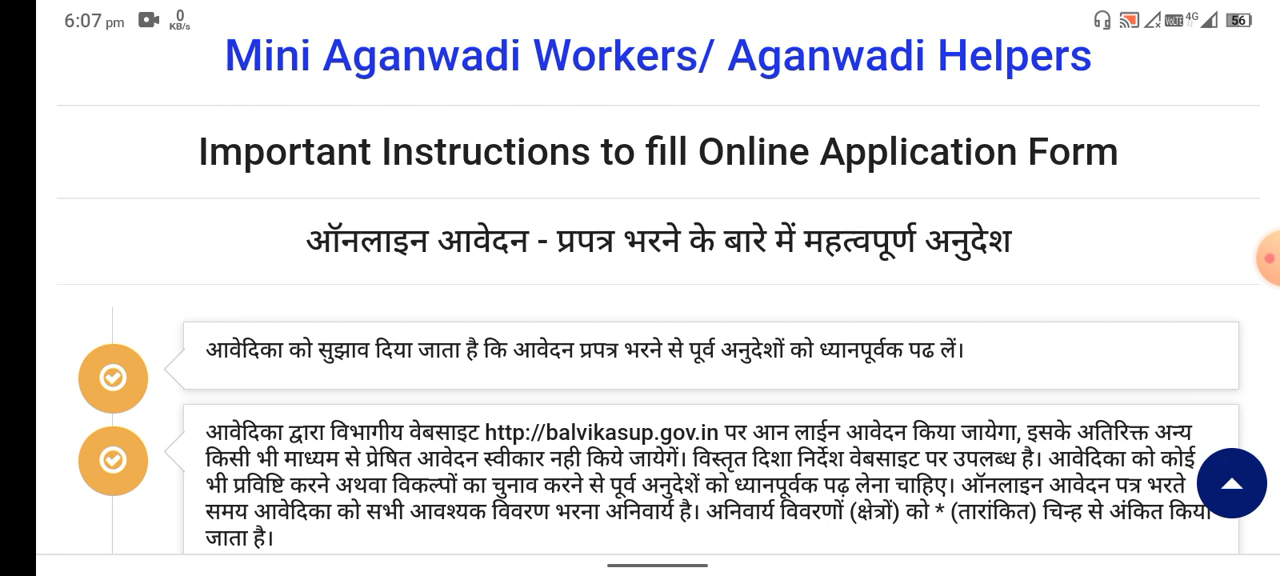 6:07 pm 0 KB/s VoLTE 4G 56
Mini Aganwadi Workers/ Aganwadi Helpers
Important Instructions to fill Online Application Form
ऑनलाइन आवेदन - प्रपत्र भरने के बारे में महत्वपूर्ण अनुदेश
आवेदिका को सुझाव दिया जाता है कि आवेदन प्रपत्र भरने से पूर्व अनुदेशों को ध्यानपूर्वक पढ लें।
आवेदिका द्वारा विभागीय वेबसाइट http://balvikasup.gov.in पर आन लाईन आवेदन किया जायेगा, इसके अतिरिक्त अन्य
किसी भी माध्यम से प्रेषित आवेदन स्वीकार नही किये जायेगें। विस्तृत दिशा निर्देश वेबसाइट पर उपलब्ध है। आवेदिका को कोई
भी प्रविष्टि करने अथवा विकल्पों का चुनाव करने से पूर्व अनुदेशें को ध्यानपूर्वक पढ़ लेना चाहिए। ऑनलाइन आवेदन पत्र भरते
समय आवेदिका को सभी आवश्यक विवरण भरना अनिवार्य है। अनिवार्य विवरणों (क्षेत्रों) को * (तारांकित) चिन्ह से अंकित किया
जाता है।